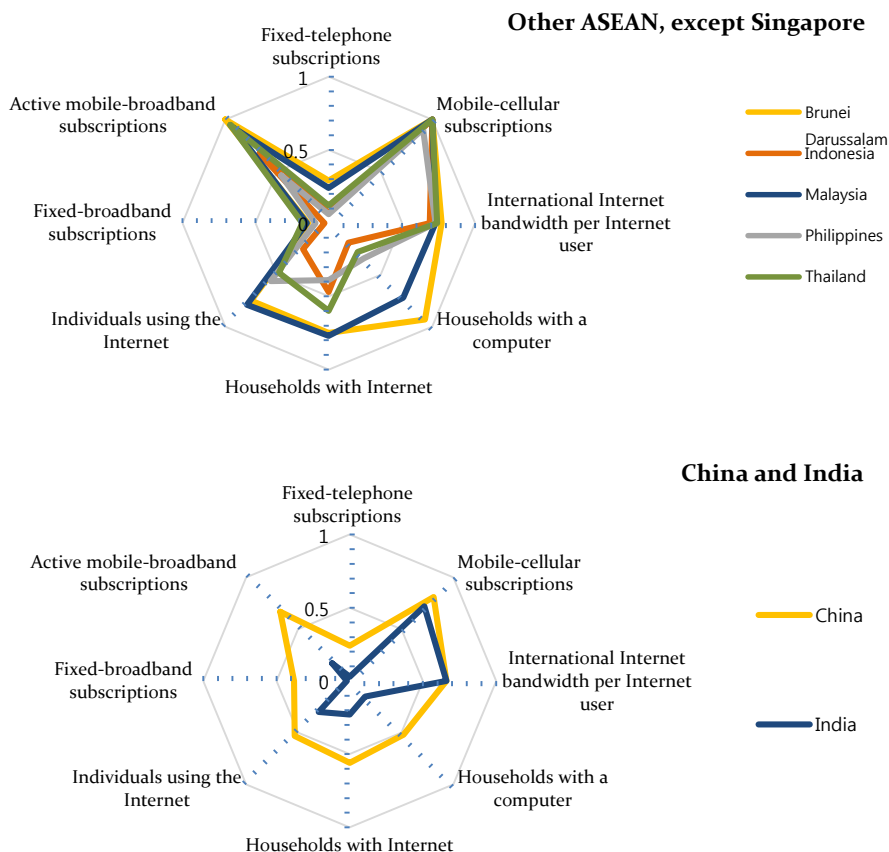 Other ASEAN, except Singapore
Fixed-telephone
subscriptions
1
Active mobile-broadband
subscriptions
Mobile-cellular
subscriptions
0.5
Fixed-broadband
subscriptions
0
International Internet
bandwidth per Internet
user
Individuals using the
Internet
Households with a
computer
Households with Internet
Brunei
Darussalam
Indonesia
Malaysia
Philippines
Thailand
China and India
Fixed-telephone
subscriptions
1
Active mobile-broadband
subscriptions
Mobile-cellular
subscriptions
0.5
Fixed-broadband
subscriptions
0
International Internet
bandwidth per Internet
user
Individuals using the
Internet
Households with a
computer
Households with Internet
China
India